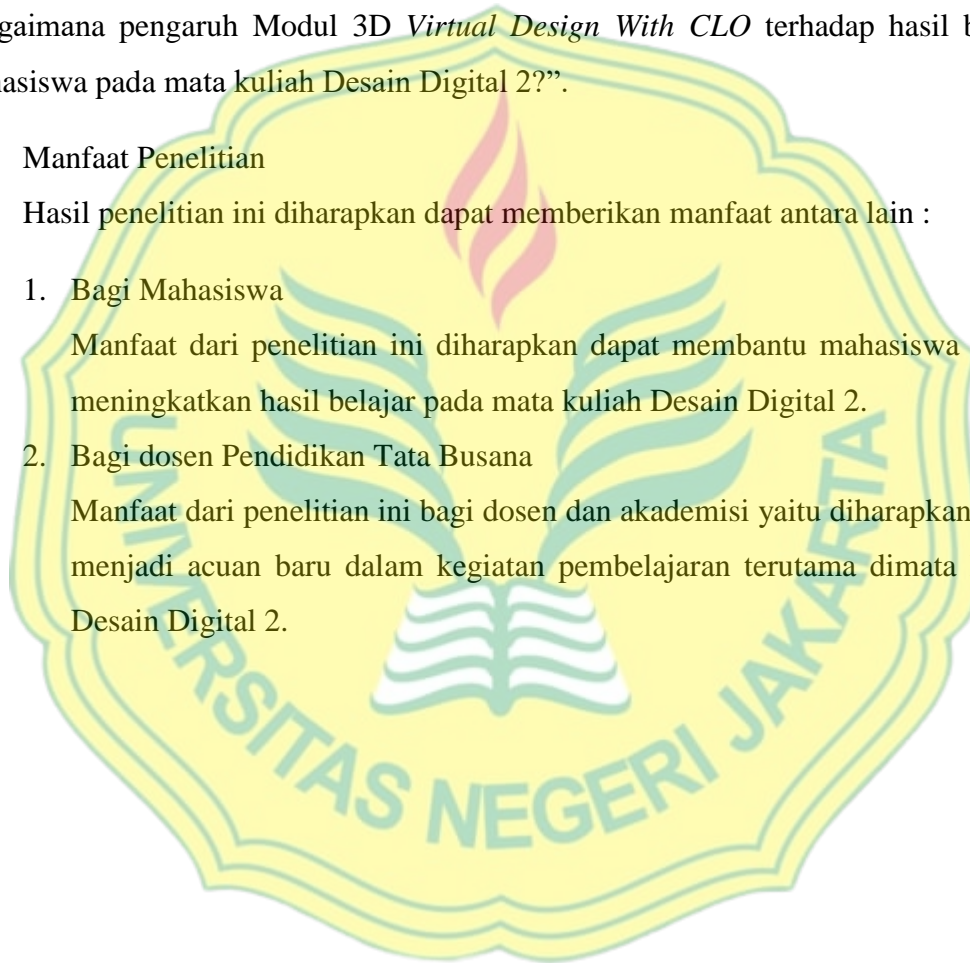 gaimana pengaruh Modul 3D Virtual Design With CLO terhadap hasil b
hasiswa pada mata kuliah Desain Digital 2?”.
Manfaat Penelitian
Hasil penelitian ini diharapkan dapat memberikan manfaat antara lain :
1. Bagi Mahasiswa
Manfaat dari penelitian ini diharapkan dapat membantu mahasiswa
meningkatkan hasil belajar pada mata kuliah Desain Digital 2.
2. Bagi dosen Pendidikan Tata Busana
Manfaat dari penelitian ini bagi dosen dan akademisi yaitu diharapkan
menjadi acuan baru dalam kegiatan pembelajaran terutama dimata
Desain Digital 2.
UNIVERSITAS NEGERI JAKARTA